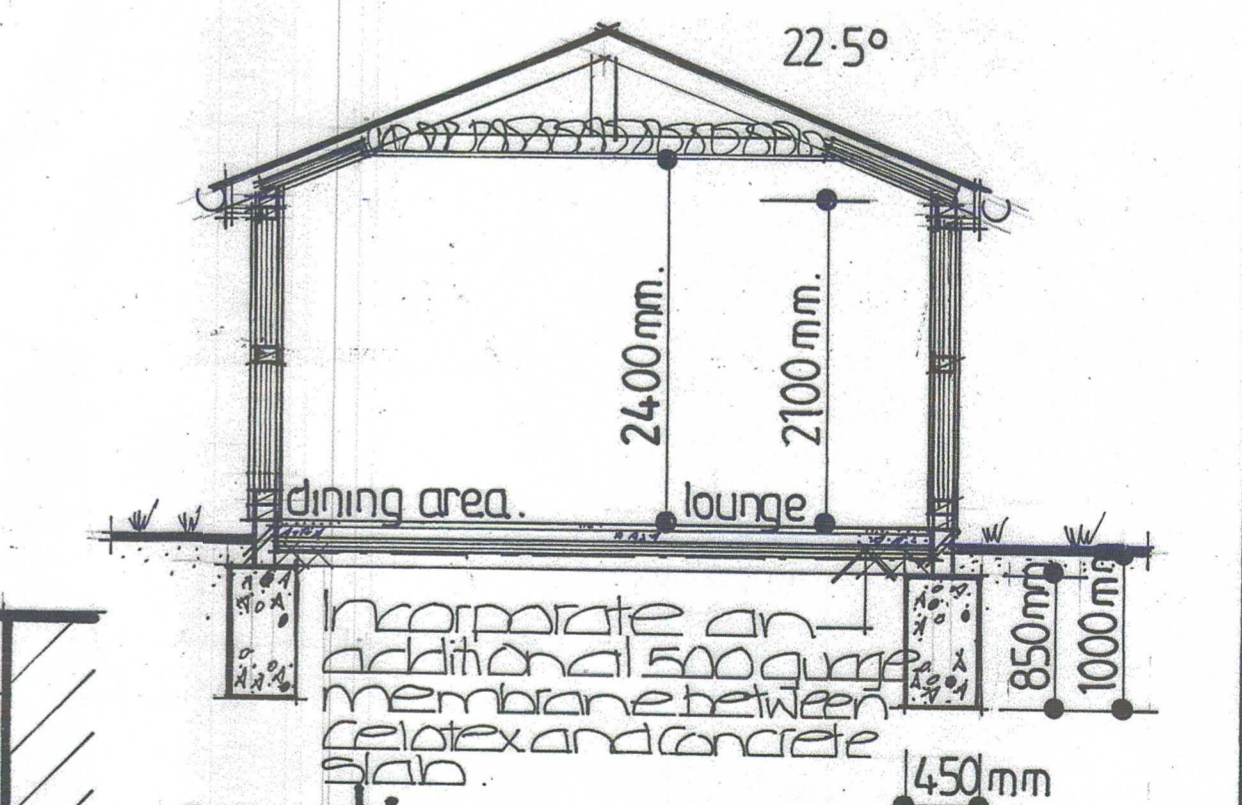 22.5°
2400mm.
2100mm.
dining area.
lounge
Incorporate an
additional 500 guage
membrane between
Celotex and concrete
slab.
850mm
1000mm
450mm